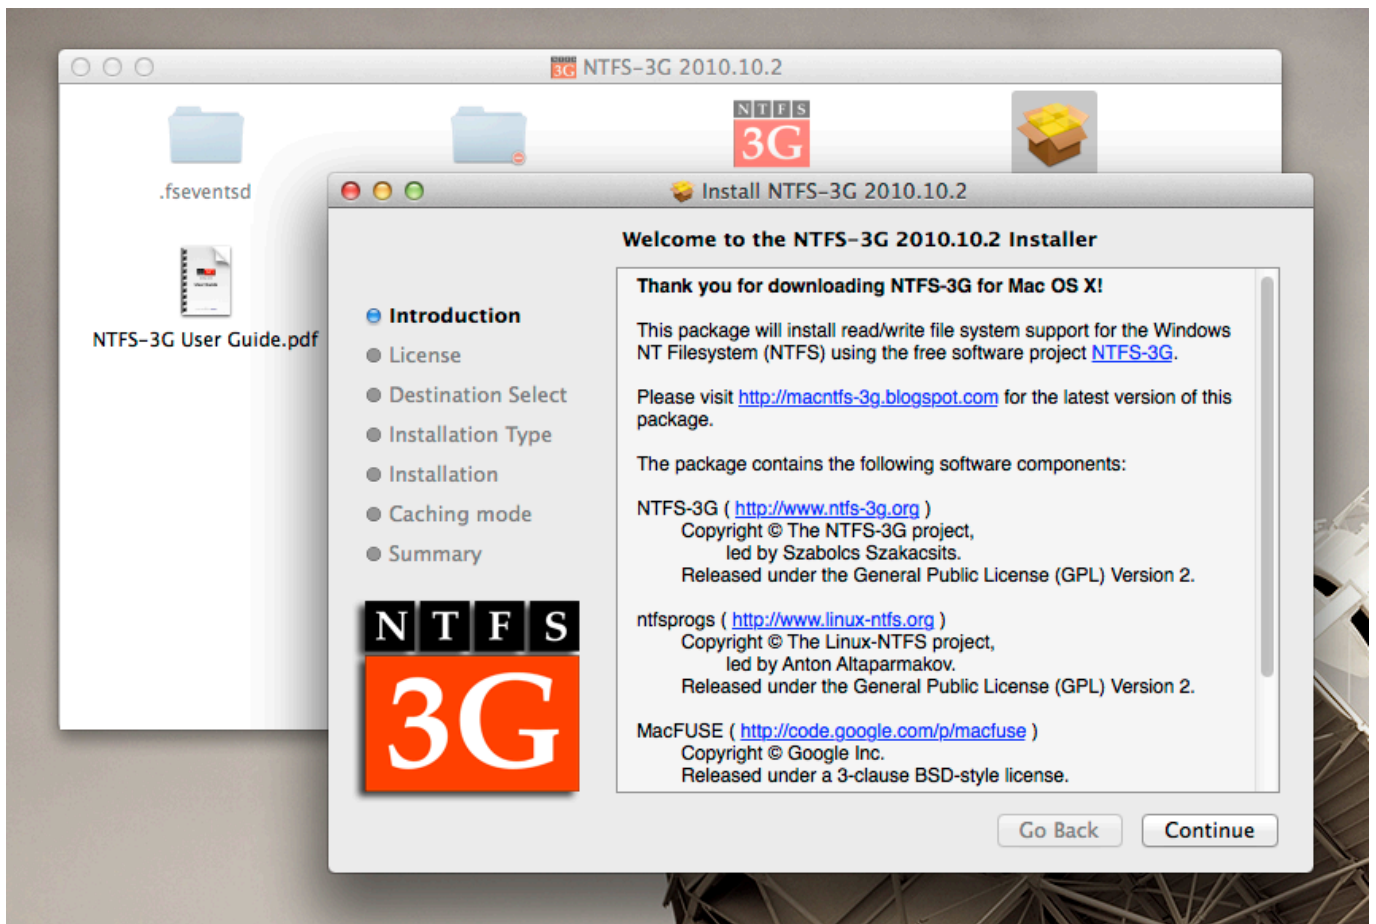 NTFS-3G 2010.10.2
NTFS
3G
.fseventsd
NTFS-3G User Guide.pdf
Install NTFS-3G 2010.10.2
Welcome to the NTFS-3G 2010.10.2 Installer
Introduction
License
Destination Select
Installation Type
Installation
Caching mode
Summary
NTFS
3G
Thank you for downloading NTFS-3G for Mac OS X!
This package will install read/write file system support for the Windows
NT Filesystem (NTFS) using the free software project NTFS-3G.
Please visit http://macntfs-3g.blogspot.com for the latest version of this
package.
The package contains the following software components:
NTFS-3G ( http://www.ntfs-3g.org )
Copyright © The NTFS-3G project,
led by Szabolcs Szakacsits.
Released under the General Public License (GPL) Version 2.
ntfsprogs ( http://www.linux-ntfs.org )
Copyright © The Linux-NTFS project,
led by Anton Altaparmakov.
Released under the General Public License (GPL) Version 2.
MacFUSE ( http://code.google.com/p/macfuse )
Copyright © Google Inc.
Released under a 3-clause BSD-style license.
Go Back
Continue